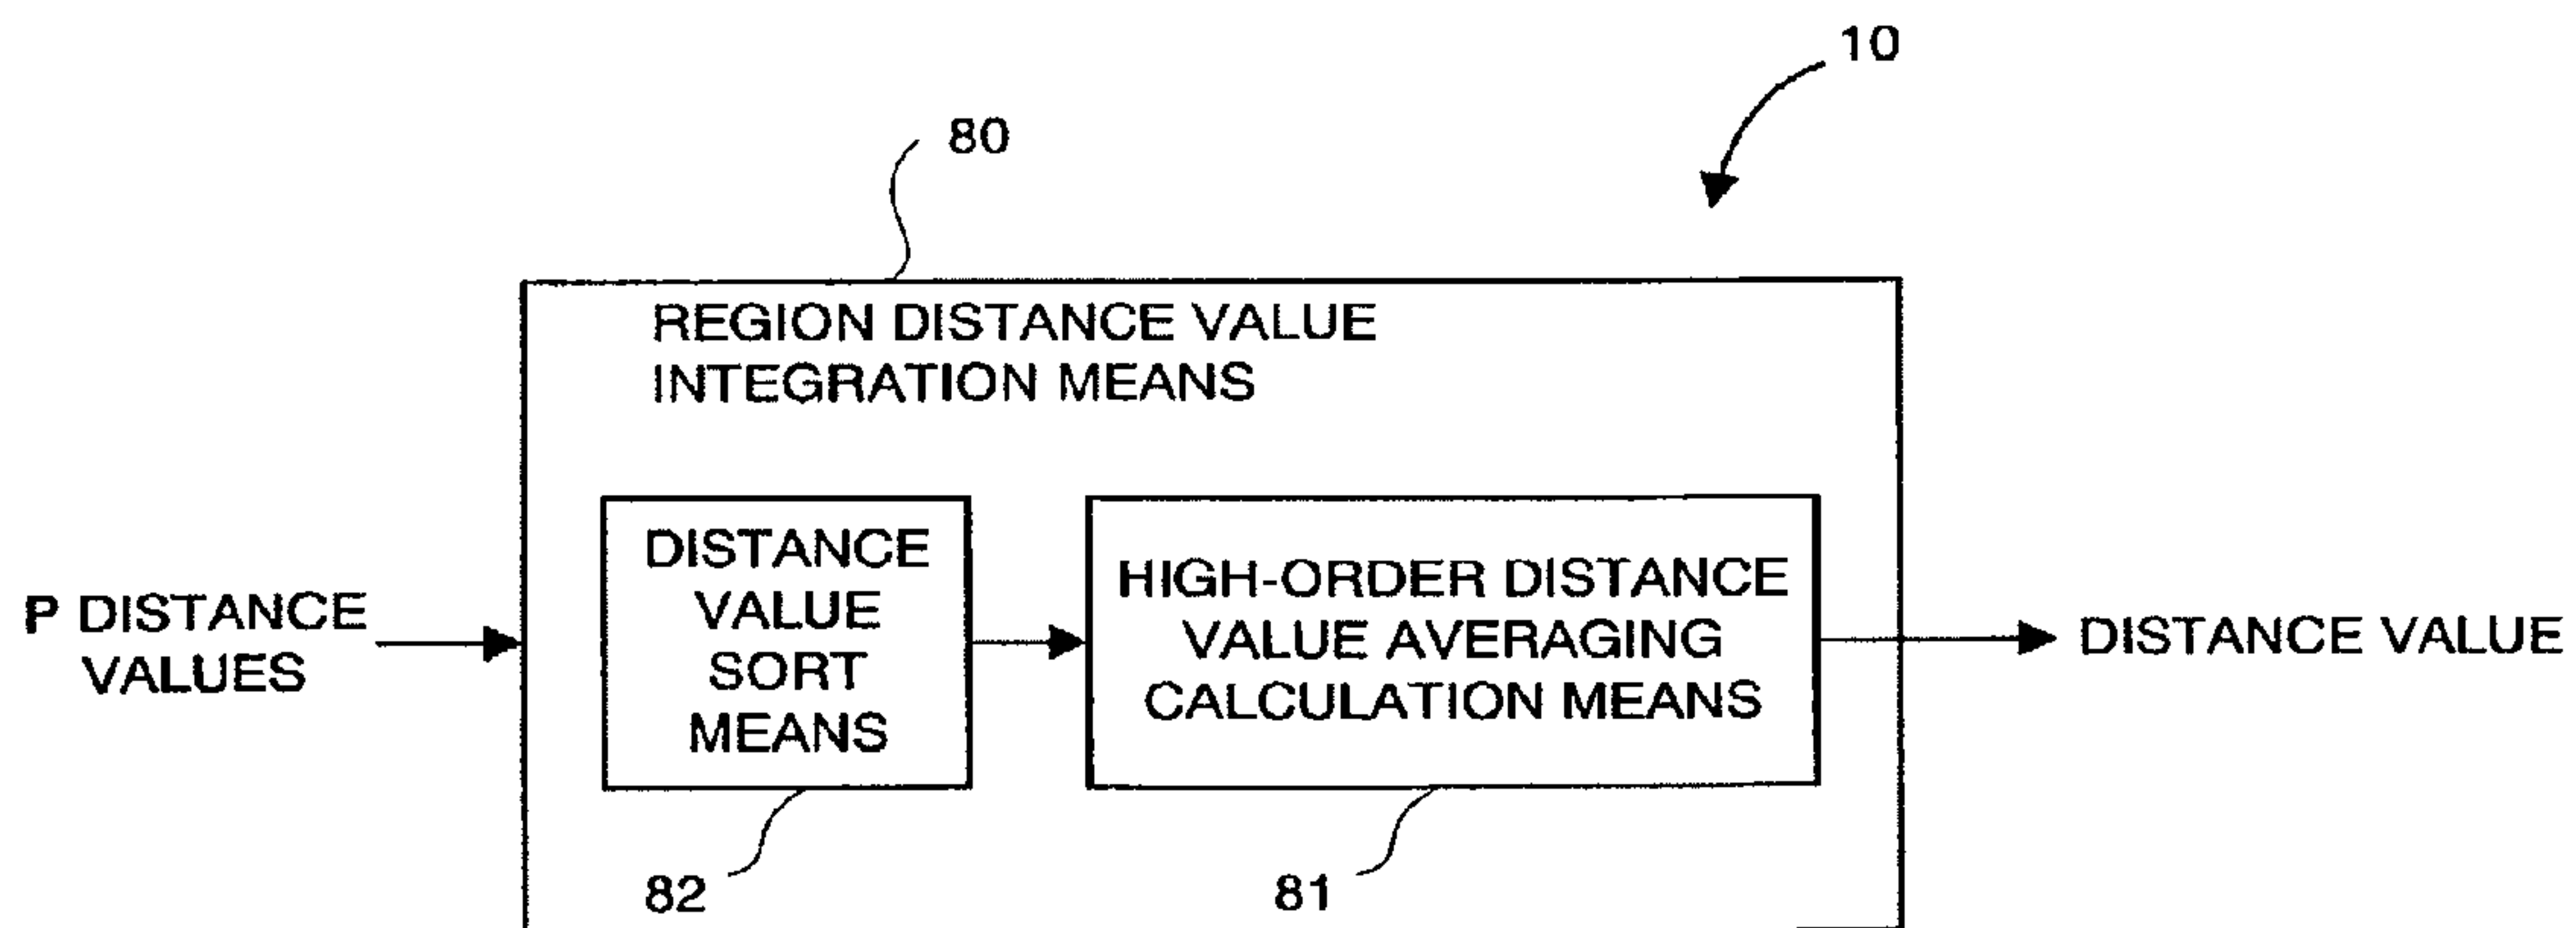 10
80
REGION DISTANCE VALUE
INTEGRATION MEANS
P DISTANCE
VALUES
DISTANCE
VALUE
SORT
MEANS
HIGH-ORDER DISTANCE
VALUE AVERAGING
CALCULATION MEANS
DISTANCE VALUE
82
81